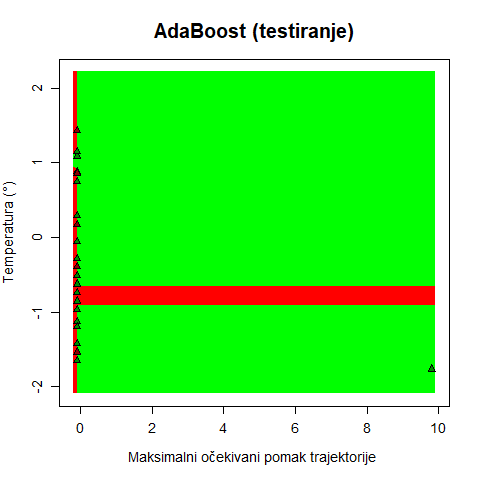 AdaBoost (testiranje)
2
1
0
-1
-2
Temperatura (°)
0 2 4 6 8 10
Maksimalni očekivani pomak trajektorije